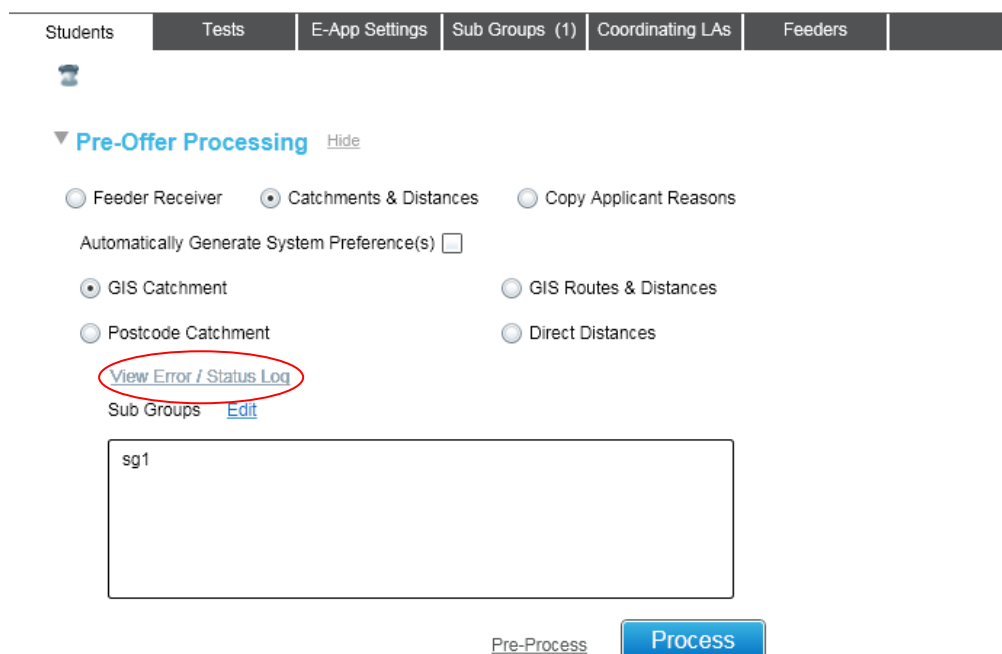 Students Tests E-App Settings Sub Groups (1) Coordinating LAs Feeders
Pre-Offer Processing Hide
Feeder Receiver Catchments & Distances Copy Applicant Reasons
Automatically Generate System Preference(s)
GIS Catchment GIS Routes & Distances
Postcode Catchment Direct Distances
View Error / Status Log
Sub Groups Edit
sg1
Pre-Process Process